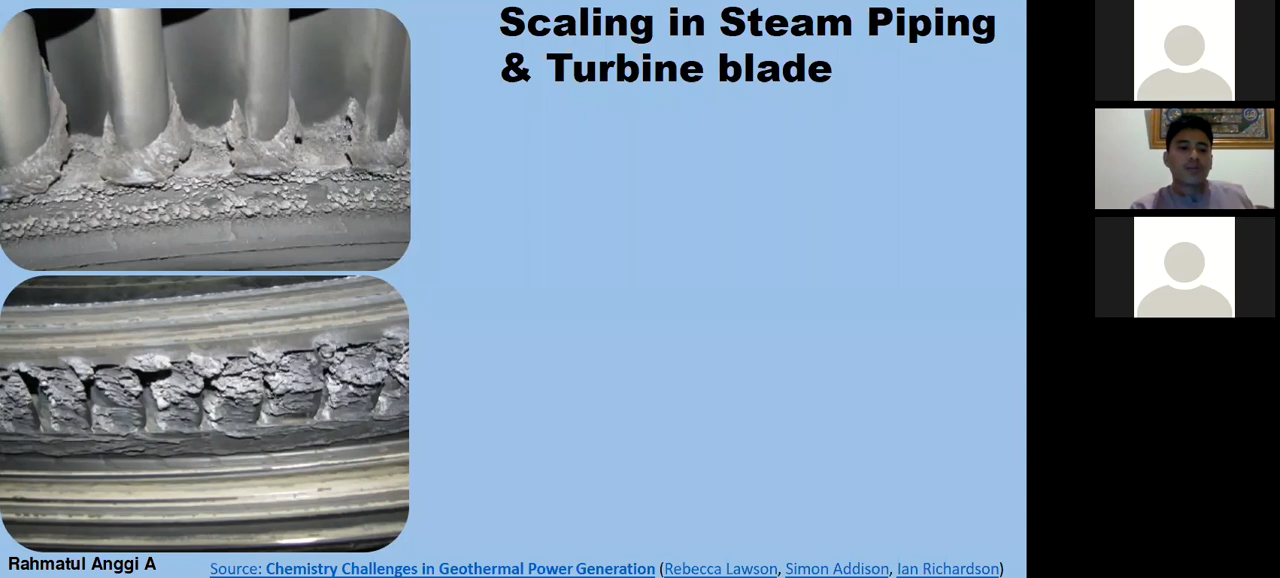 Scaling in Steam Piping
& Turbine blade
Rahmatul Anggi A
Source: Chemistry Challenges in Geothermal Power Generation (Rebecca Lawson, Simon Addison, Ian Richardson)